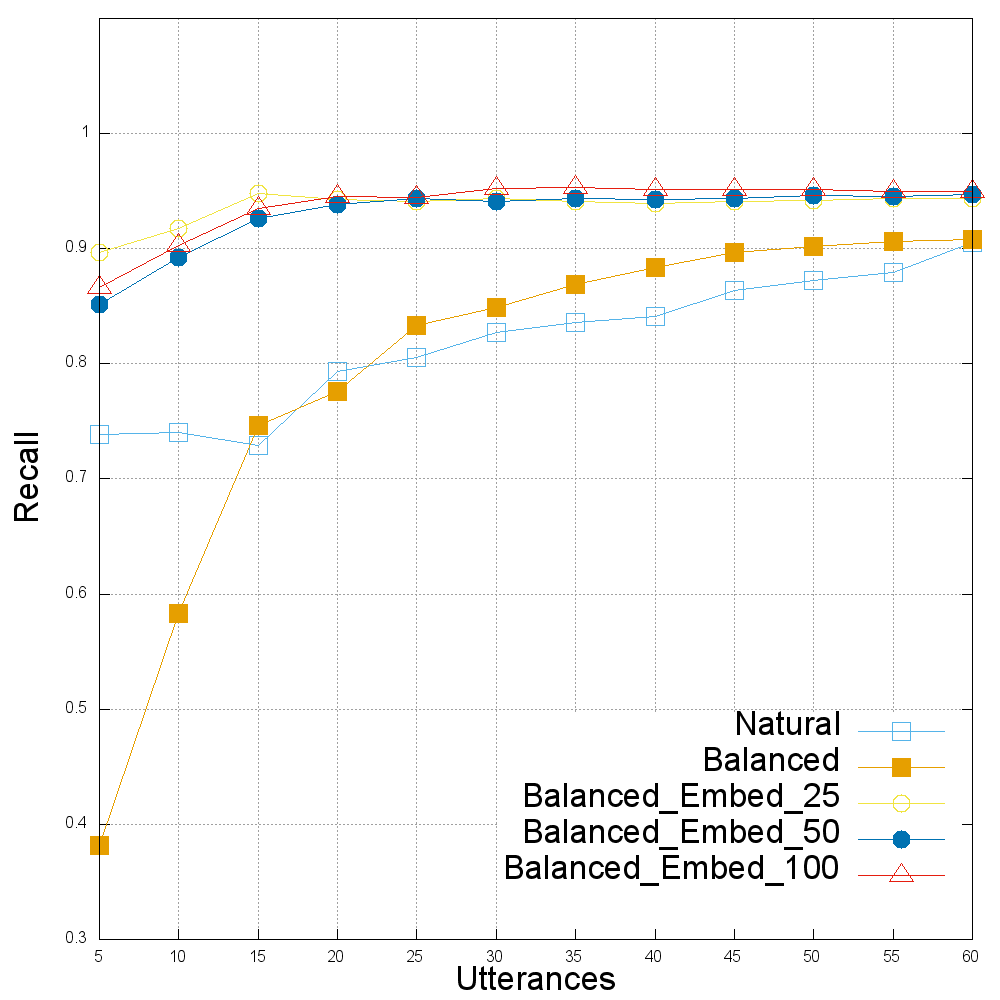 1
0.9
0.8
0.7
0.6
0.5
0.4
0.3
Recall
Natural
Balanced
Balanced_Embed_25
Balanced_Embed_50
Balanced_Embed_100
5 10 15 20 25 30 35 40 45 50 55 60
Utterances